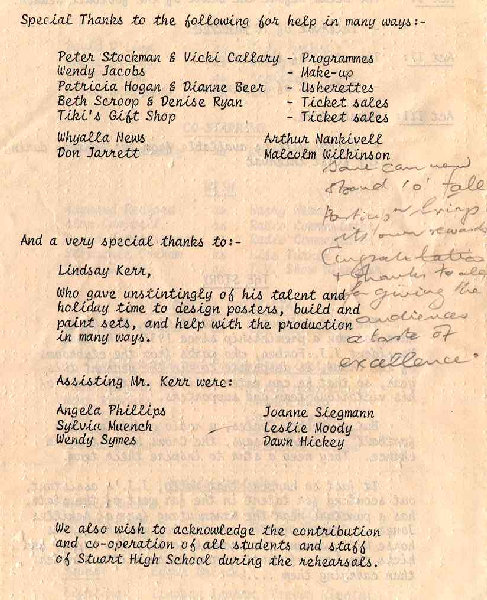 Special Thanks to the following for help in many ways:-
Peter Stockman & Vicki Callary - Programmes
Wendy Jacobs - Make-up
Patricia Hogan & Dianne Beer - Usherettes
Beth Scroop & Denise Ryan - Ticket sales
Tiki's Gift Shop - Ticket sales
Whyalla News Arthur Nankivell
Don Jarrett Malcolm Wilkinson
can now
stand tall
brings
its own rewards
Congratulations
+ thanks to all
for giving the
audiences
a taste of
excellence.
And a very special thanks to:-
Lindsay Kerr,
Who gave unstintingly of his talent and
holiday time to design posters, build and
paint sets, and help with the production
in many ways.
Assisting Mr. Kerr were:
Angela Phillips Joanne Siegmann
Sylvia Muench Leslie Moody
Wendy Symes Dawn Hickey
We also wish to acknowledge the contribution
and co-operation of all students and staff
of Stuart High School during the rehearsals.